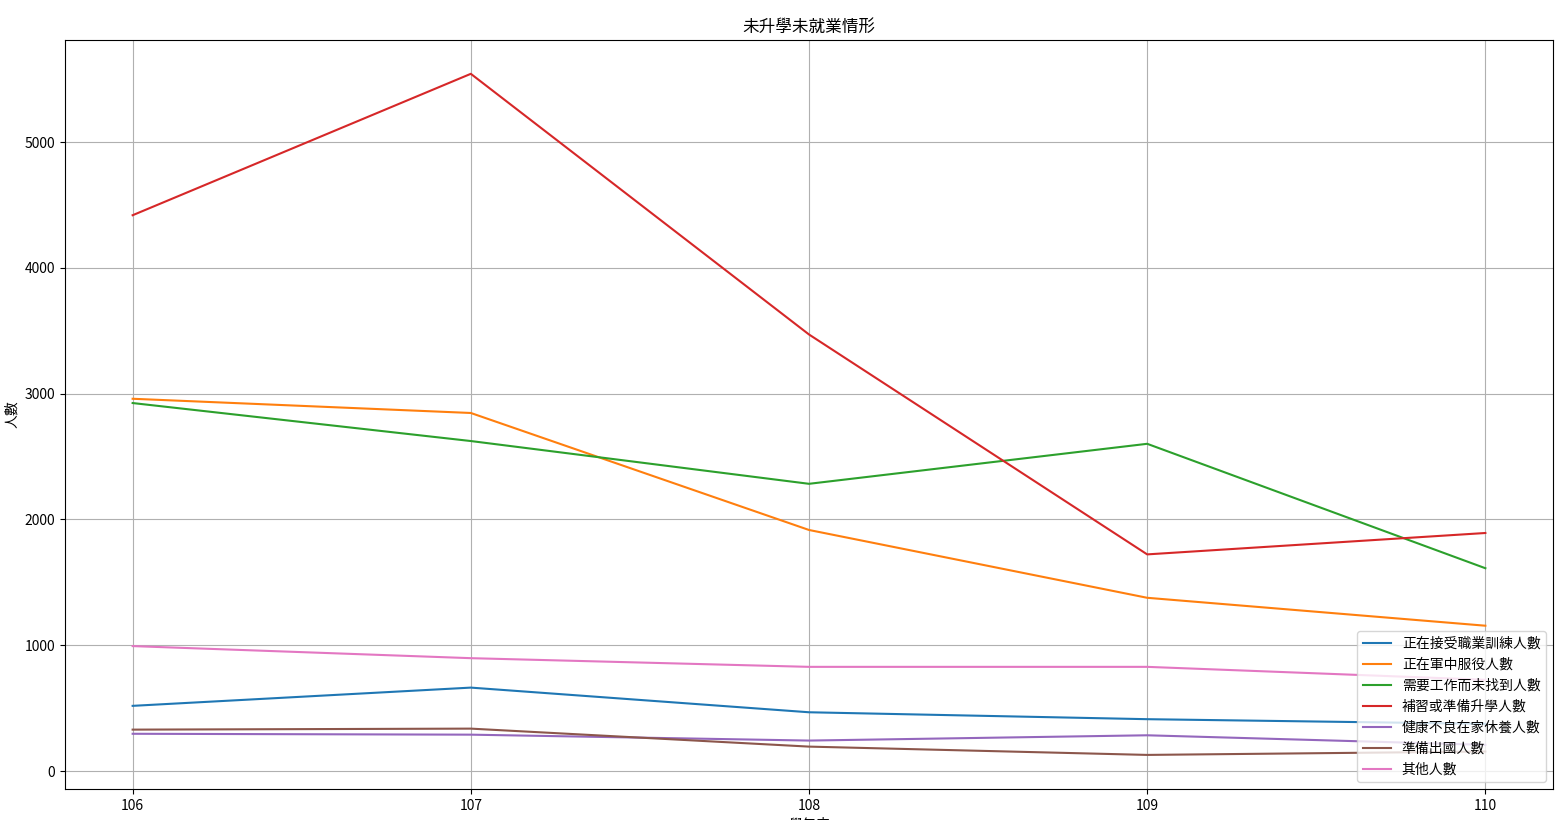 未升學未就業情形
人數
5000
4000
3000
2000
1000
0
106 107 108 109 110
正在接受職業訓練人數
正在軍中服役人數
需要工作而未找到人數
補習或準備升學人數
健康不良在家休養人數
準備出國人數
其他人數